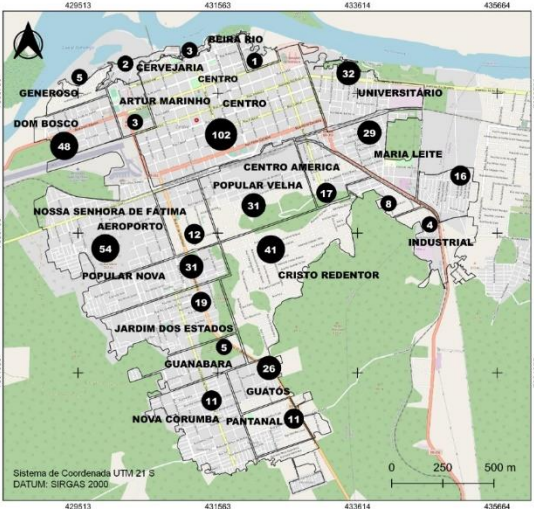 429513 431563 433614 435664
BEIRA RIO
3
2
1
CERVEJARIA
5
32
CENTRO
GENEROSO
UNIVERSITÁRIO
ARTUR MARINHO
CENTRO
DOM BOSCO
3
102
29
48
MARIA LEITE
CENTRO AMERICA
16
POPULAR VELHA
17
31
8
NOSSA SENHORA DE FÁTIMA
4
AEROPORTO
12
INDUSTRIAL
54
41
31
POPULAR NOVA
CRISTO REDENTOR
19
JARDIM DOS ESTADOS
5
GUANABARA
26
GUATÓS
11
NOVA CORUMBA
PANTANAL
11
Sistema de Coordenada UTM 21 S
DATUM: SIRGAS 2000
0 250 500 m
429513 431563 433614 435664